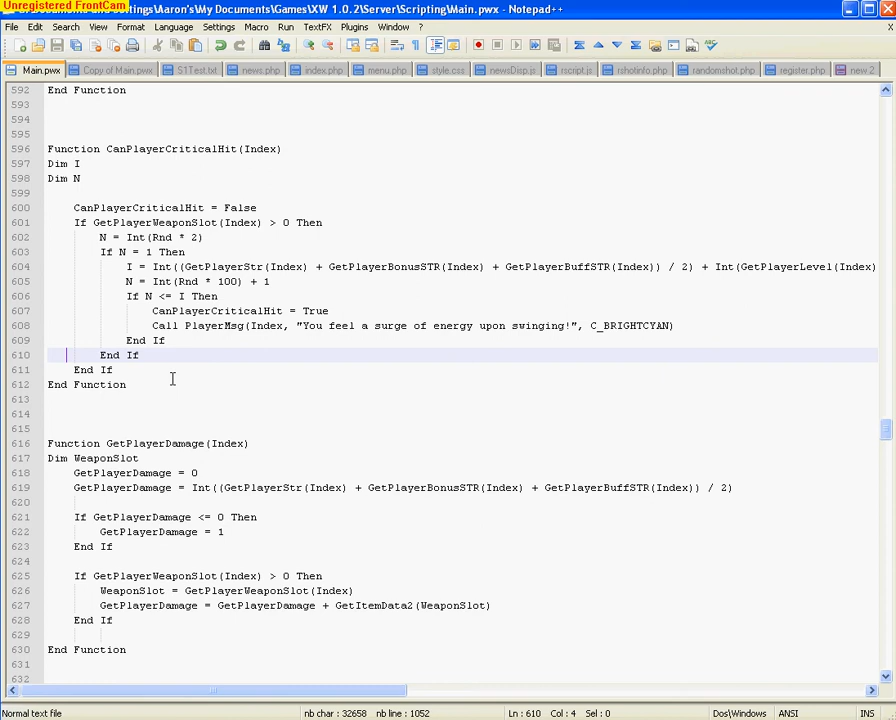 Unregistered FrontCam
ttings\Aaron's\My Documents\Games\XW 1.0.2\Server\Scripting\Main.pwx - Notepad++
File Edit Search View Format Language Settings Macro Run TextFX Plugins Window ? X
Main.pwx Copy of Main.pwx S1Test.txt news.php index.php menu.php style.css newsDisp.js rscript.js rshotinfo.php randomshot.php register.php new 2
592 End Function
593
594
595
596 Function CanPlayerCriticalHit(Index)
597 Dim I
598 Dim N
599
600 CanPlayerCriticalHit = False
601 If GetPlayerWeaponSlot(Index) > 0 Then
602 N = Int(Rnd * 2)
603 If N = 1 Then
604 I = Int((GetPlayerStr(Index) + GetPlayerBonusSTR(Index) + GetPlayerBuffSTR(Index)) / 2) + Int(GetPlayerLevel(Index)
605 N = Int(Rnd * 100) + 1
606 If N <= I Then
607 CanPlayerCriticalHit = True
608 Call PlayerMsg(Index, "You feel a surge of energy upon swinging!", C_BRIGHTCYAN)
609 End If
610 End If
611 End If
612 End Function
613
614
615
616 Function GetPlayerDamage(Index)
617 Dim WeaponSlot
618 GetPlayerDamage = 0
619 GetPlayerDamage = Int((GetPlayerStr(Index) + GetPlayerBonusSTR(Index) + GetPlayerBuffSTR(Index)) / 2)
620
621 If GetPlayerDamage <= 0 Then
622 GetPlayerDamage = 1
623 End If
624
625 If GetPlayerWeaponSlot(Index) > 0 Then
626 WeaponSlot = GetPlayerWeaponSlot(Index)
627 GetPlayerDamage = GetPlayerDamage + GetItemData2(WeaponSlot)
628 End If
629
630 End Function
631
632
Normal text file nb char : 32658 nb line : 1052 Ln : 610 Col : 4 Sel : 0 Dos\Windows ANSI INS